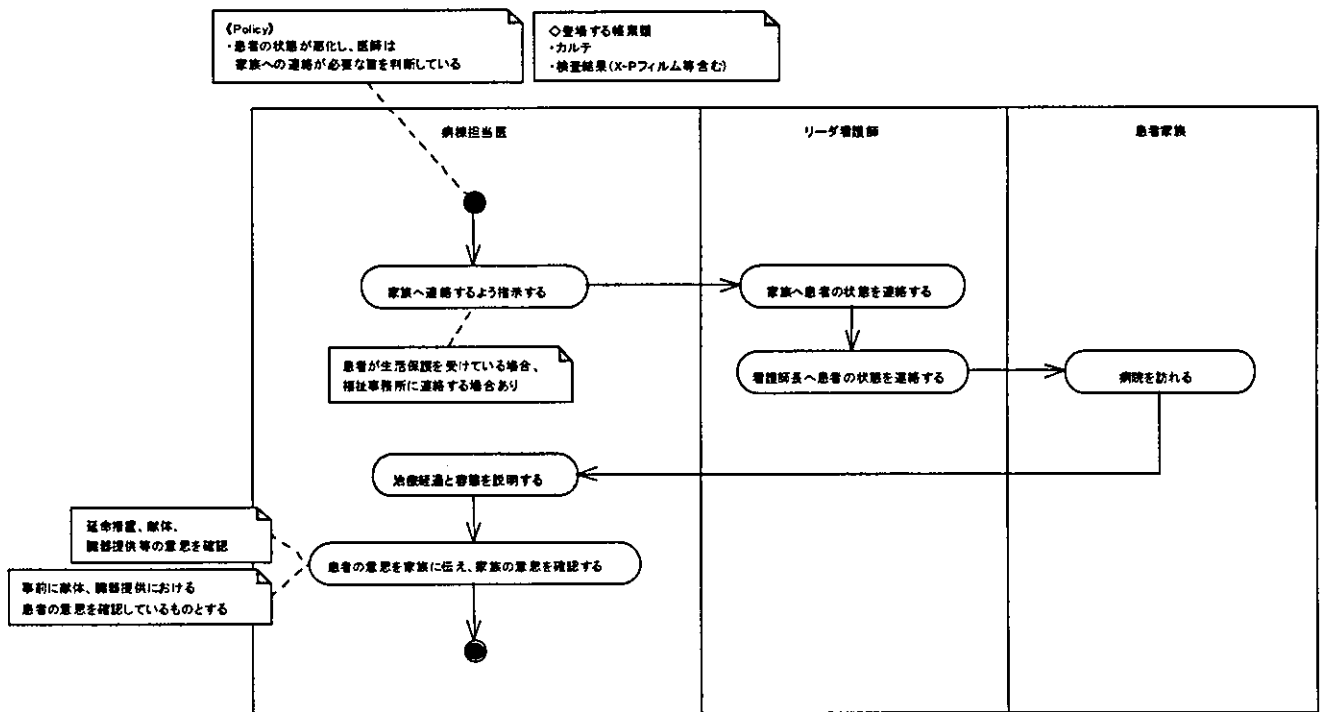 《Policy》
・患者の状態が悪化し、医師は
家族への連絡が必要な旨を判断している
◇登場する帳票類
・カルテ
・検査結果（X-Pフィルム等含む）
病棟担当医
リーダ看護師
患者家族
家族へ連絡するよう指示する
家族へ患者の状態を連絡する
患者が生活保護を受けている場合、
福祉事務所に連絡する場合あり
看護師長へ患者の状態を連絡する
病院を訪れる
治療経過と容態を説明する
延命措置、献体、
臓器提供等の意思を確認
患者の意思を家族に伝え、家族の意思を確認する
事前に献体、臓器提供における
患者の意思を確認しているものとする